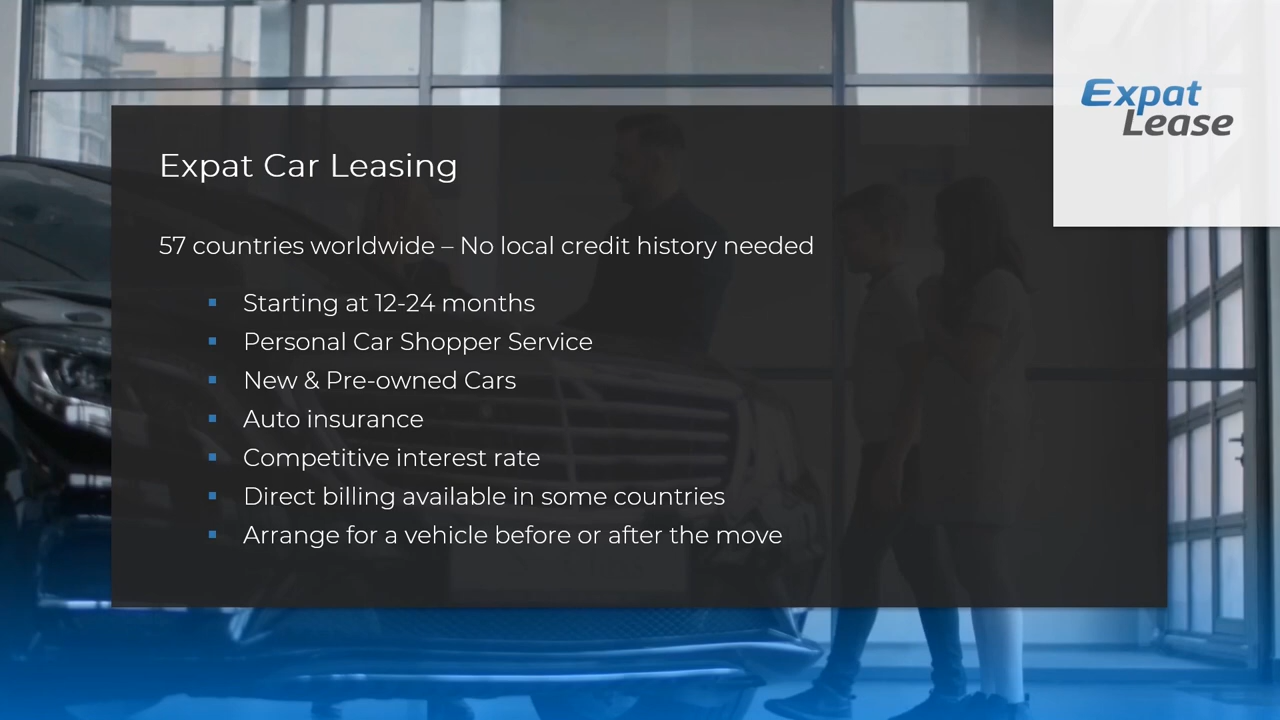 Expat
Lease
Expat Car Leasing
57 countries worldwide – No local credit history needed
Starting at 12-24 months
Personal Car Shopper Service
New & Pre-owned Cars
Auto insurance
Competitive interest rate
Direct billing available in some countries
Arrange for a vehicle before or after the move